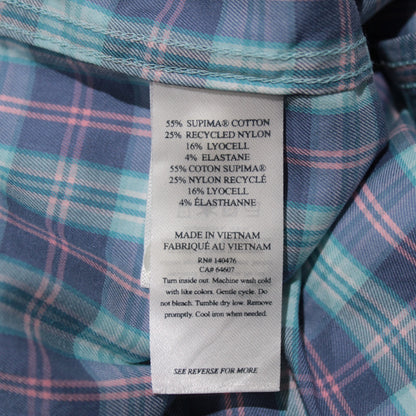 55% SUPIMA® COTTON
25% RECYCLED NYLON
16% LYOCELL
4% ELASTANE
55% COTON SUPIMA®
25% NYLON RECYCLÉ
16% LYOCELL
4% ÉLASTHANNE
MADE IN VIETNAM
FABRIQUÉ AU VIETNAM
RN# 140476
CA# 64607
Turn inside out. Machine wash cold
with like colors. Gentle cycle. Do
not bleach. Tumble dry low. Remove
promptly. Cool iron when needed.
SEE REVERSE FOR MORE